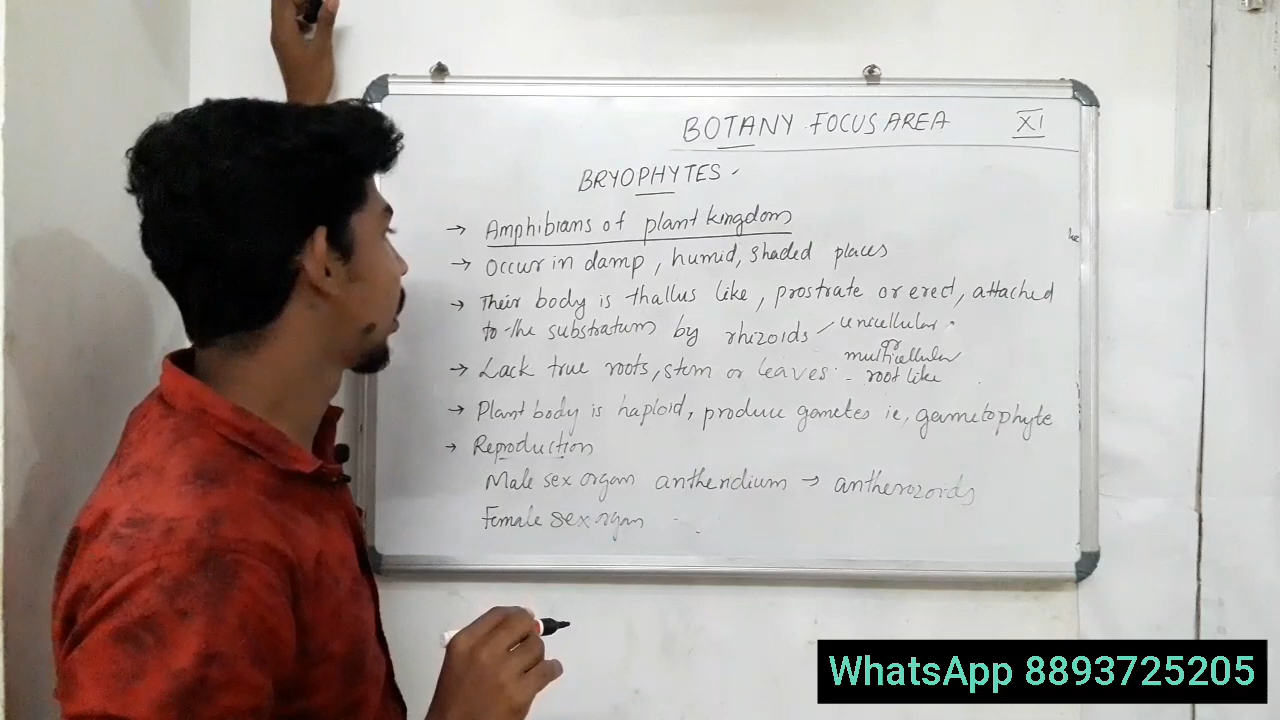 BOTANY FOCUS AREA XI
BRYOPHYTES -
→ Amphibians of plant kingdom
→ Occur in damp, humid, shaded places
→ Their body is thallus like, prostrate or erect, attached
to the substratum by rhizoids / unicellular
or
multicellular
→ Lack true roots, stem or leaves. - root like
→ Plant body is haploid, produce gametes ie, gametophyte
→ Reproduction
Male sex organ antheridium → antherozoids
Female sex organ
WhatsApp 8893725205